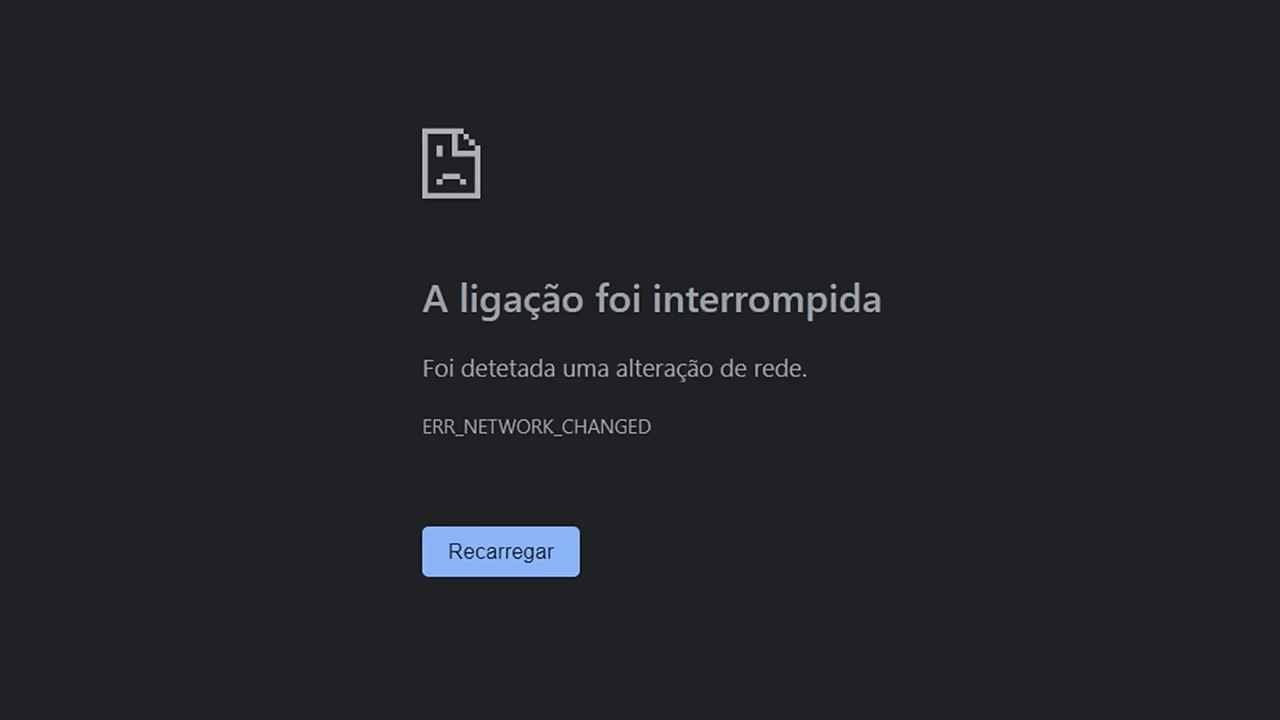 A ligação foi interrompida
Foi detetada uma alteração de rede.
ERR_NETWORK_CHANGED
Recarregar